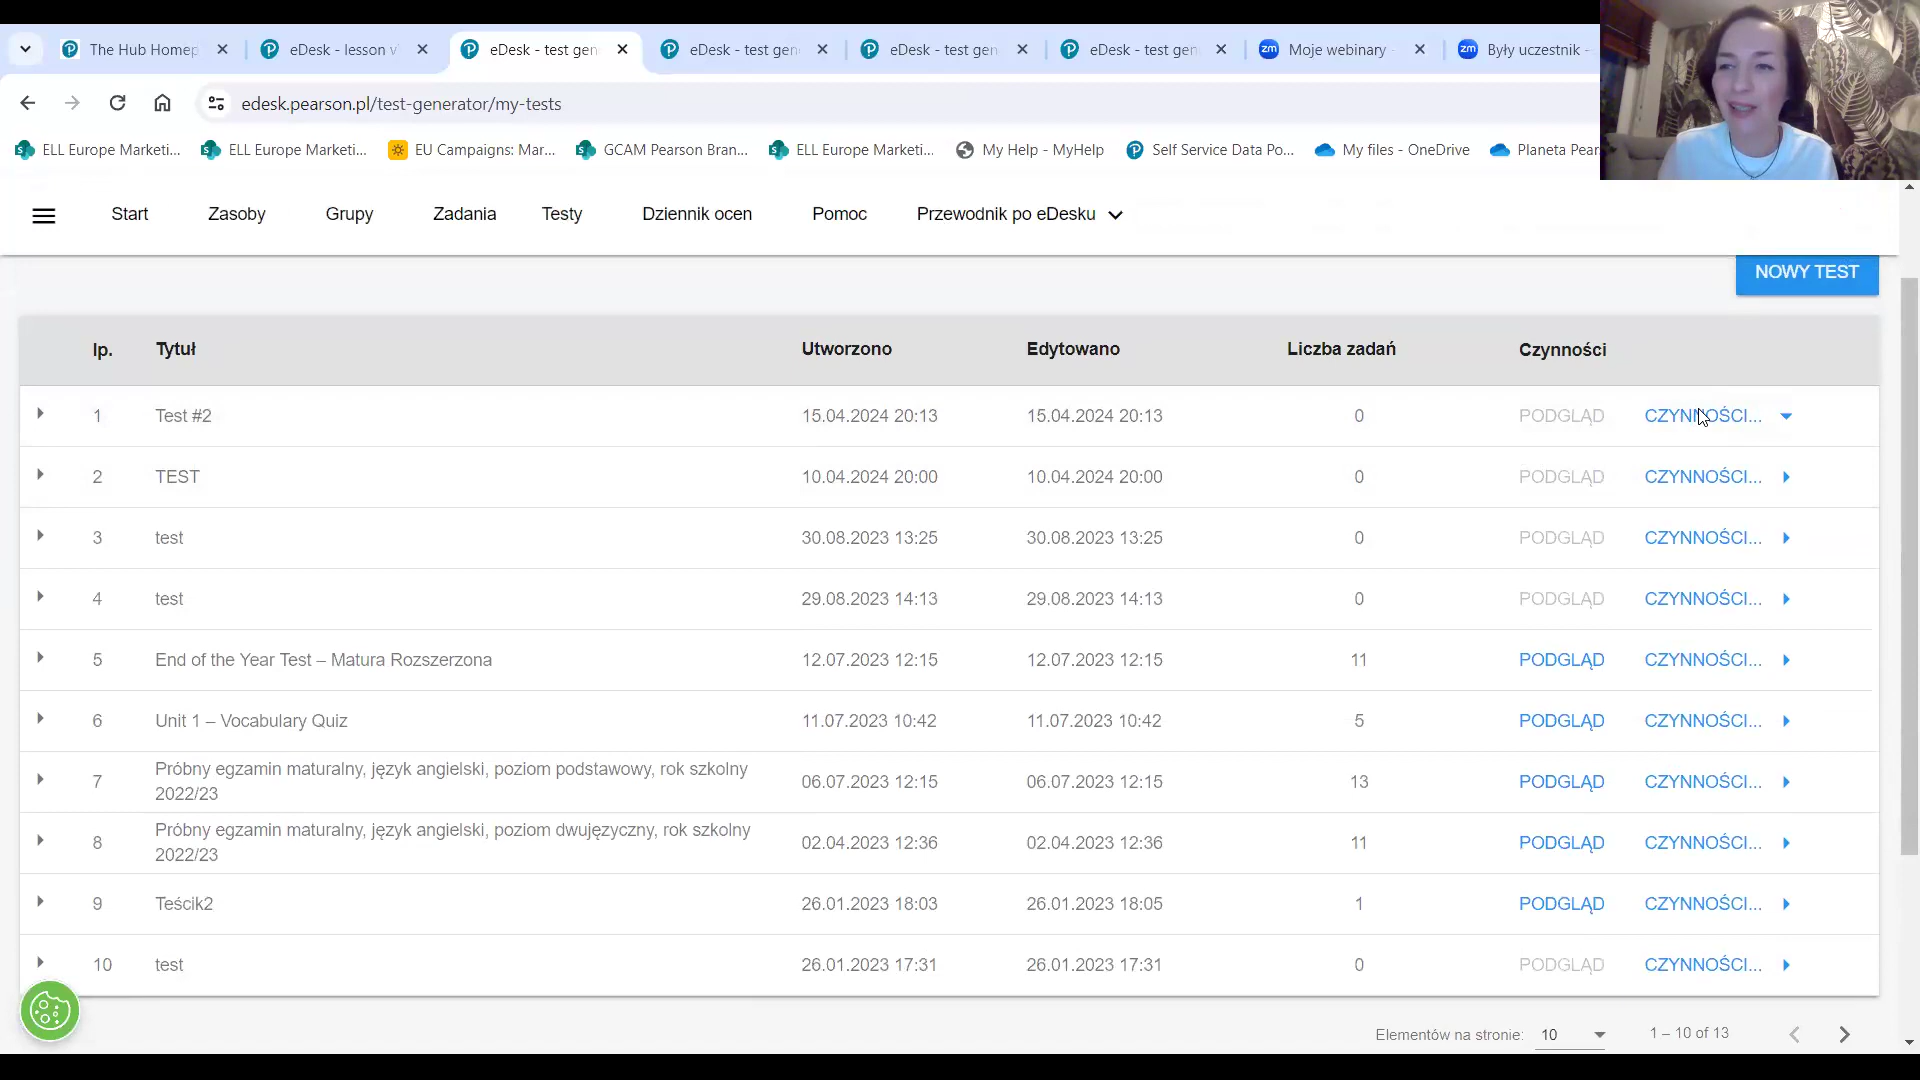 The Hub Homep
eDesk - lesson v
eDesk - test gen
eDesk - test gen
eDesk - test gen
eDesk - test gen
zm Moje webinary -
zm Były uczestnik -
edesk.pearson.pl/test-generator/my-tests
ELL Europe Marketi...
ELL Europe Marketi...
EU Campaigns: Mar...
GCAM Pearson Bran...
ELL Europe Marketi...
My Help - MyHelp
Self Service Data Po...
My files - OneDrive
Planeta Pear
Start Zasoby Grupy Zadania Testy Dziennik ocen Pomoc Przewodnik po eDesku
NOWY TEST
lp. Tytuł Utworzono Edytowano Liczba zadań Czynności
1 Test #2 15.04.2024 20:13 15.04.2024 20:13 0 PODGLĄD CZYNNOŚCI...
2 TEST 10.04.2024 20:00 10.04.2024 20:00 0 PODGLĄD CZYNNOŚCI...
3 test 30.08.2023 13:25 30.08.2023 13:25 0 PODGLĄD CZYNNOŚCI...
4 test 29.08.2023 14:13 29.08.2023 14:13 0 PODGLĄD CZYNNOŚCI...
5 End of the Year Test – Matura Rozszerzona 12.07.2023 12:15 12.07.2023 12:15 11 PODGLĄD CZYNNOŚCI...
6 Unit 1 – Vocabulary Quiz 11.07.2023 10:42 11.07.2023 10:42 5 PODGLĄD CZYNNOŚCI...
7 Próbny egzamin maturalny, język angielski, poziom podstawowy, rok szkolny
2022/23 06.07.2023 12:15 06.07.2023 12:15 13 PODGLĄD CZYNNOŚCI...
8 Próbny egzamin maturalny, język angielski, poziom dwujęzyczny, rok szkolny
2022/23 02.04.2023 12:36 02.04.2023 12:36 11 PODGLĄD CZYNNOŚCI...
9 Teścik2 26.01.2023 18:03 26.01.2023 18:05 1 PODGLĄD CZYNNOŚCI...
10 test 26.01.2023 17:31 26.01.2023 17:31 0 PODGLĄD CZYNNOŚCI...
Elementów na stronie: 10 1 – 10 of 13